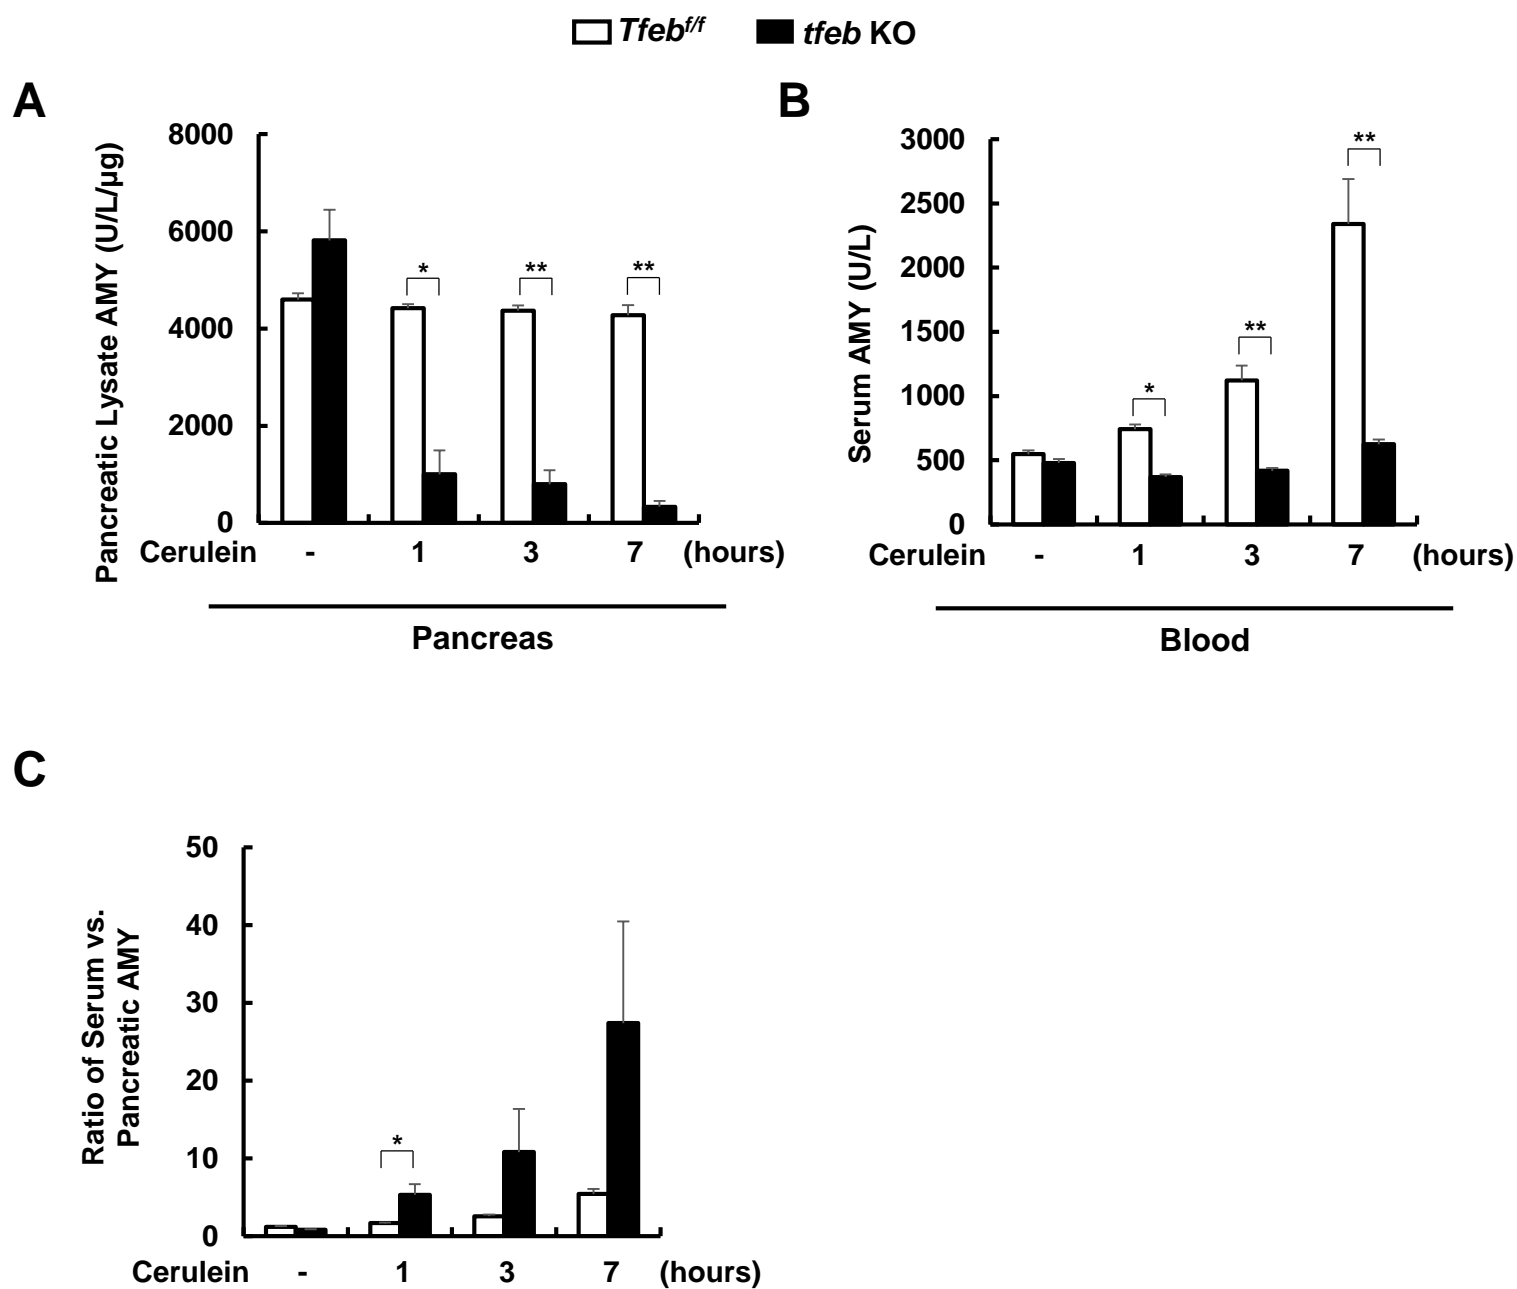 Tfeb^f/f tfeb KO
A
Pancreatic Lysate AMY (U/L/µg)
8000
6000
4000
2000
0
*
**
**
Cerulein - 1 3 7 (hours)
Pancreas
B
Serum AMY (U/L)
3000
2500
2000
1500
1000
500
0
*
**
**
Cerulein - 1 3 7 (hours)
Blood
C
Ratio of Serum vs.
Pancreatic AMY
50
40
30
20
10
0
*
Cerulein - 1 3 7 (hours)